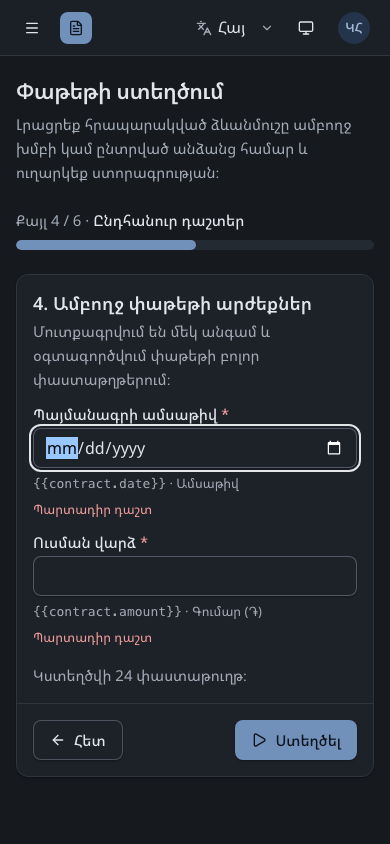 Հայ
ԿՀ
Փաթեթի ստեղծում
Լրացրեք հրապարակված ձևանմուշը ամբողջ
խմբի կամ ընտրված անձանց համար և
ուղարկեք ստորագրության։
Քայլ 4 / 6 · Ընդհանուր դաշտեր
4. Ամբողջ փաթեթի արժեքներ
Մուտքագրվում են մեկ անգամ և
օգտագործվում փաթեթի բոլոր
փաստաթղթերում։
Պայմանագրի ամսաթիվ *
mm/dd/yyyy
{{contract.date}} · Ամսաթիվ
Պարտադիր դաշտ
Ուսման վարձ *
{{contract.amount}} · Գումար (֏)
Պարտադիր դաշտ
Կստեղծվի 24 փաստաթուղթ։
Հետ
Ստեղծել